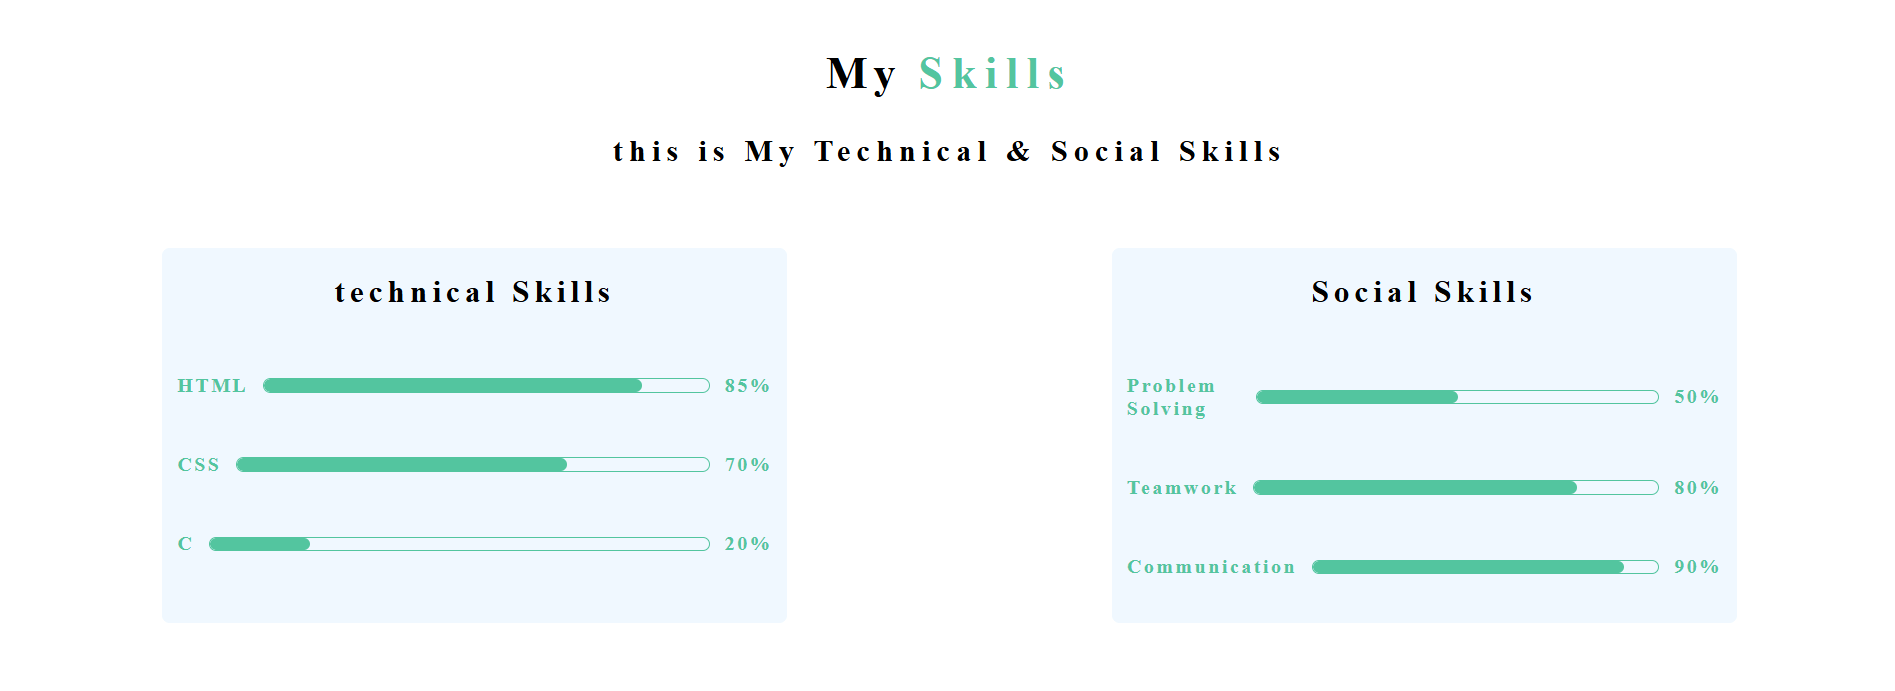 My Skills
this is My Technical & Social Skills
technical Skills
HTML 85%
CSS 70%
C 20%
Social Skills
Problem
Solving 50%
Teamwork 80%
Communication 90%